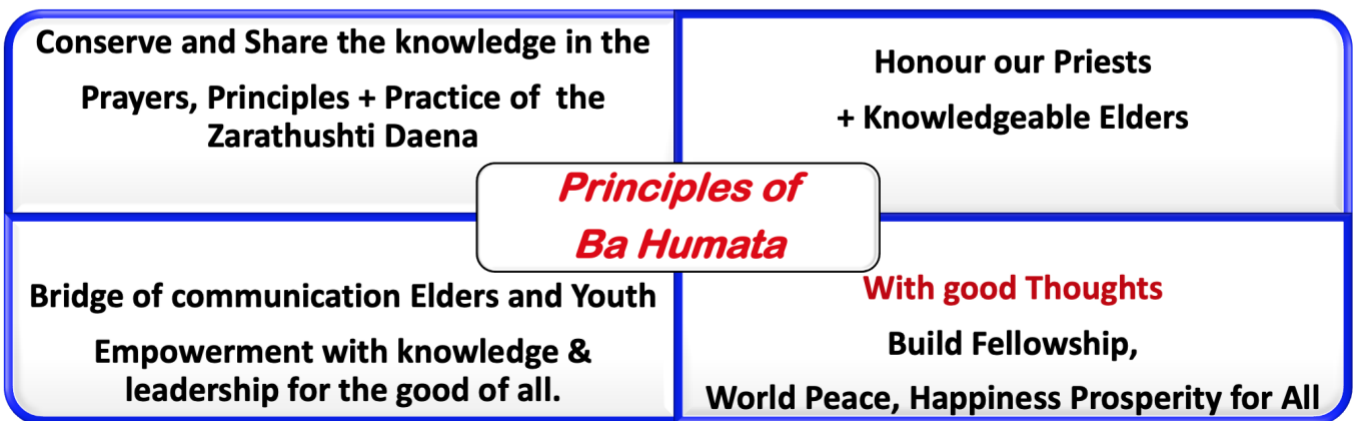 Conserve and Share the knowledge in the
Prayers, Principles + Practice of the
Zarathushti Daena
Honour our Priests
+ Knowledgeable Elders
Principles of
Ba Humata
Bridge of communication Elders and Youth
Empowerment with knowledge &
leadership for the good of all.
With good Thoughts
Build Fellowship,
World Peace, Happiness Prosperity for All